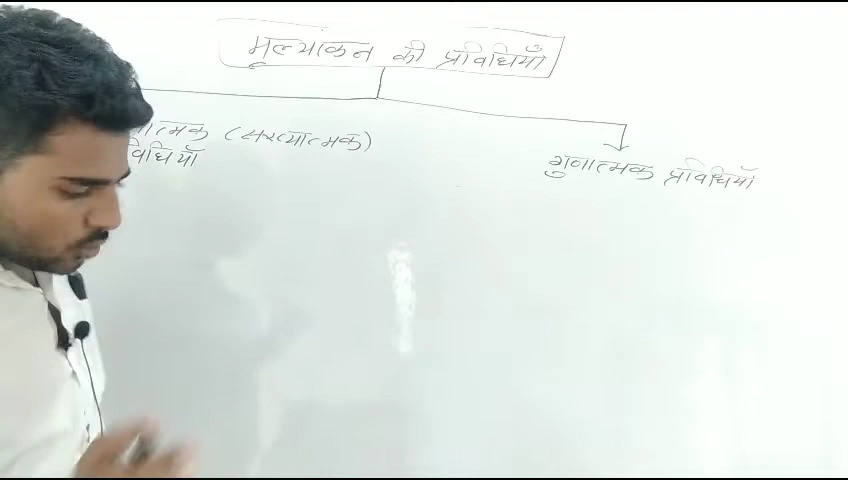 मूल्यांकन की प्रविधियाँ
(संख्यात्मक)
गुणात्मक प्रविधियाँ